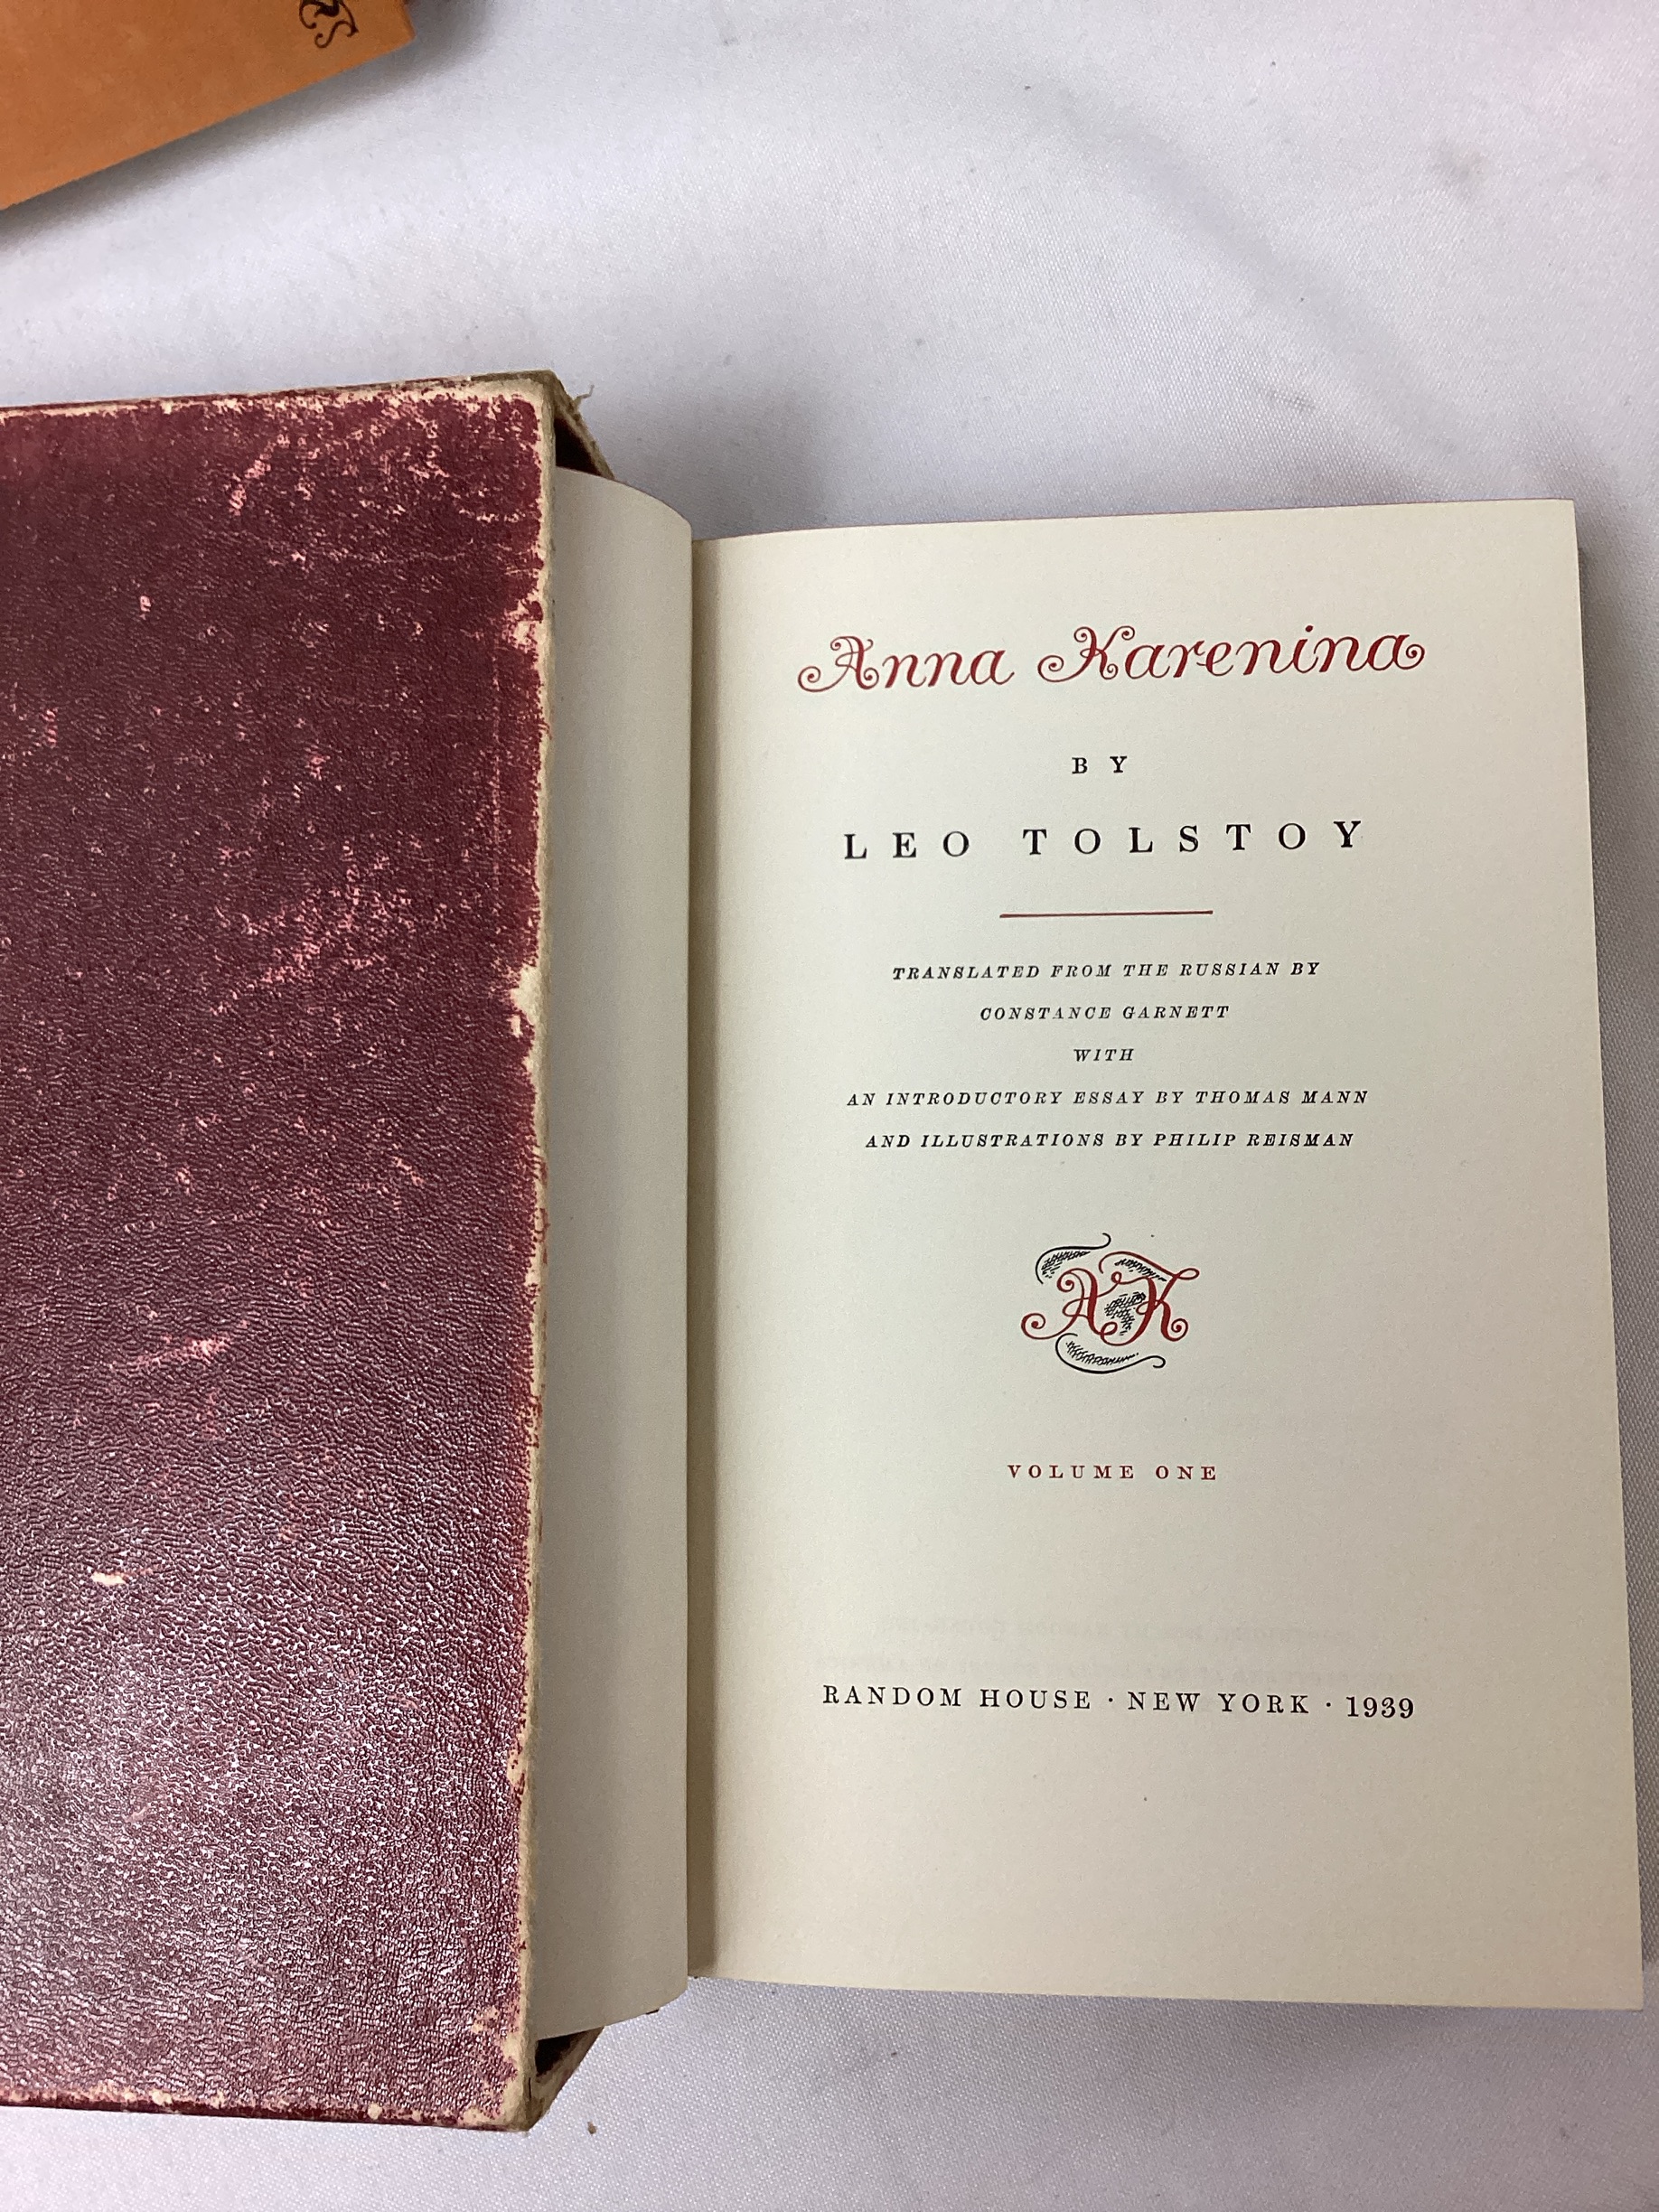 Anna Karenina
BY
LEO TOLSTOY
TRANSLATED FROM THE RUSSIAN BY
CONSTANCE GARNETT
WITH
AN INTRODUCTORY ESSAY BY THOMAS MANN
AND ILLUSTRATIONS BY PHILIP REISMAN
AK
VOLUME ONE
RANDOM HOUSE · NEW YORK · 1939